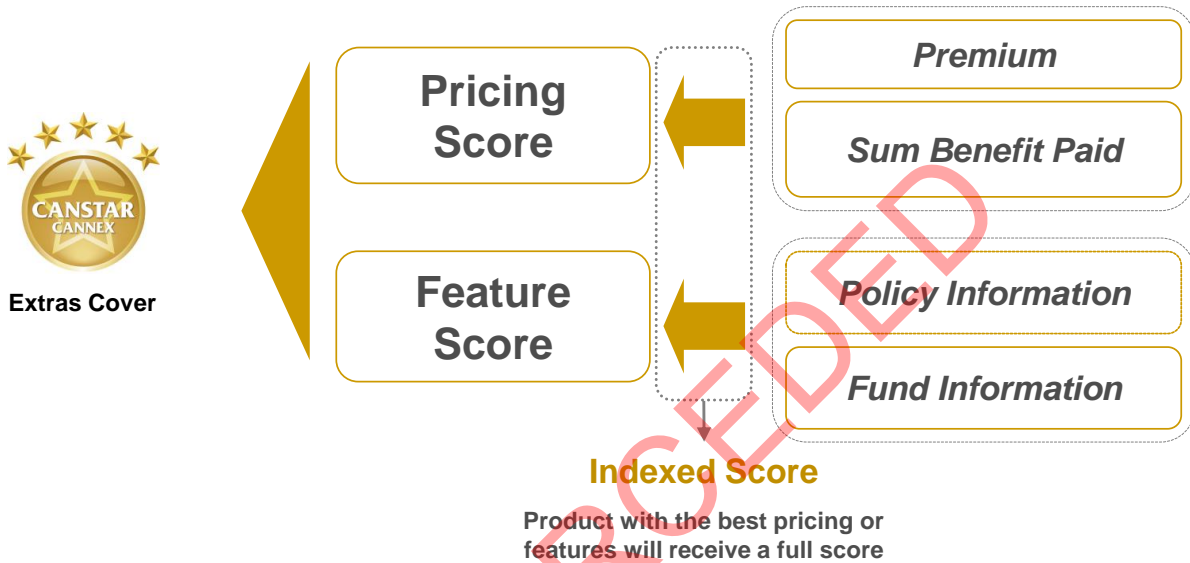 CANSTAR
CANNEX
Extras Cover
Pricing
Score
Feature
Score
Premium
Sum Benefit Paid
Policy Information
Fund Information
Indexed Score
Product with the best pricing or
features will receive a full score
RCEDED